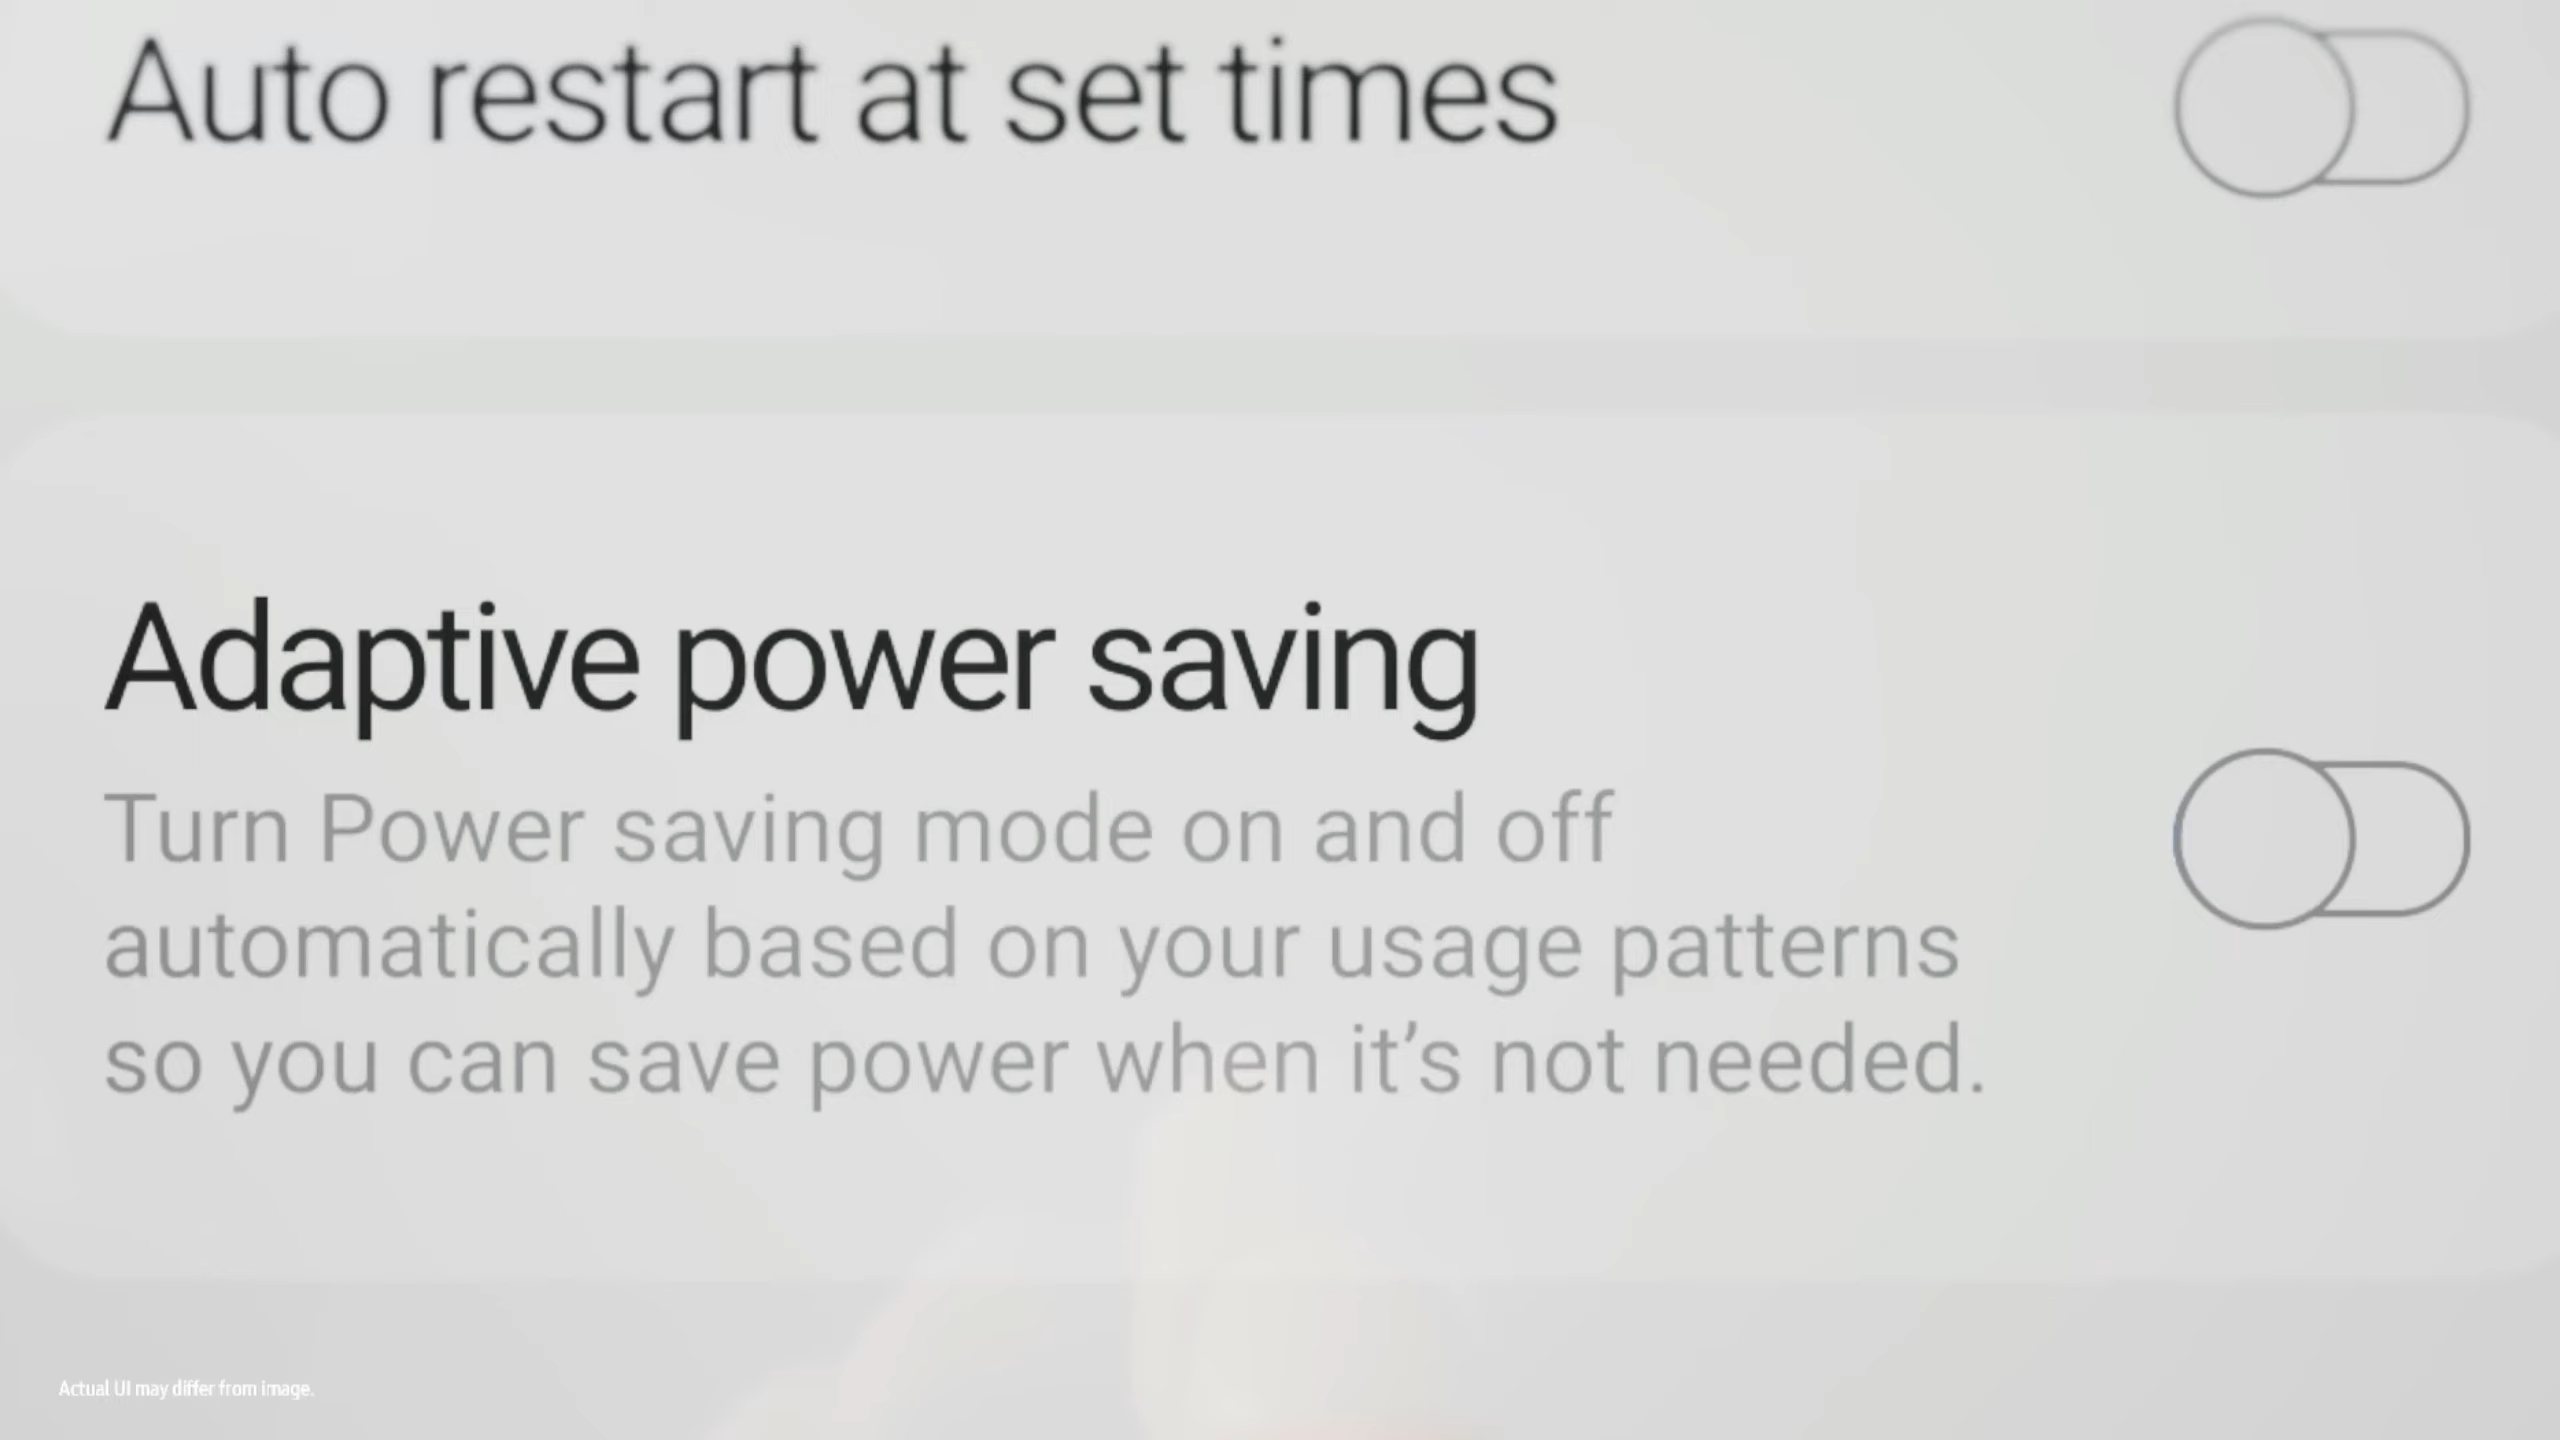 Auto restart at set times
Adaptive power saving
Turn Power saving mode on and off
automatically based on your usage patterns
so you can save power when it’s not needed.
Actual UI may differ from image.